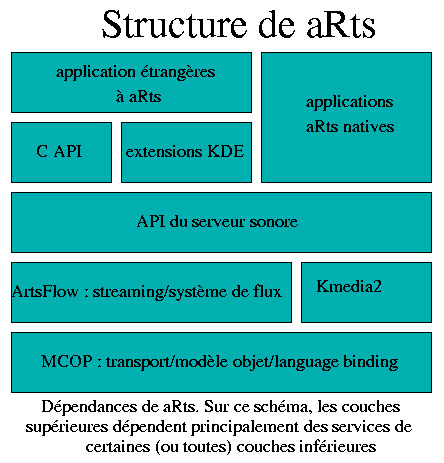 Structure de aRts
application étrangères
à aRts
applications
aRts natives
C API
extensions KDE
API du serveur sonore
ArtsFlow : streaming/système de flux
Kmedia2
MCOP : transport/modèle objet/language binding
Dépendances de aRts. Sur ce schéma, les couches
supérieures dépendent principalement des services de
certaines (ou toutes) couches inférieures